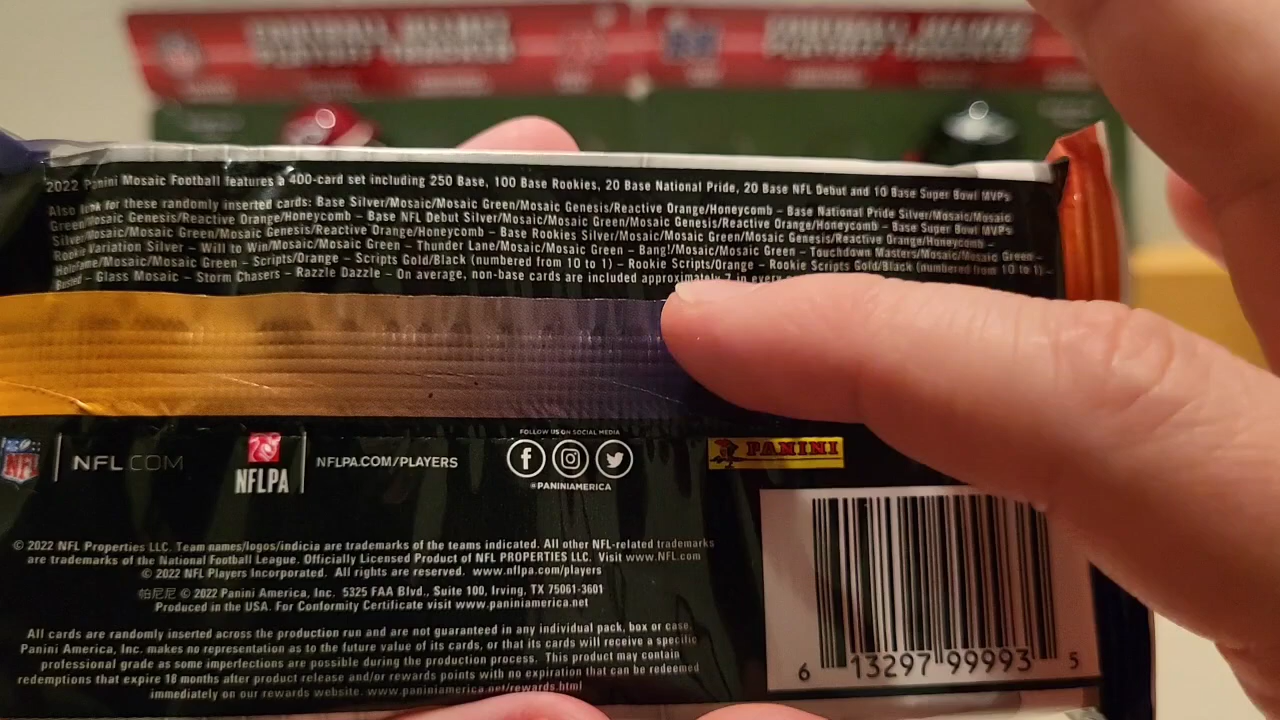 2022 Panini Mosaic Football features a 400-card set including 250 Base, 100 Base Rookies, 20 Base National Pride, 20 Base NFL Debut and 10 Base Super Bowl MVPs
Also look for these randomly inserted cards: Base Silver/Mosaic/Mosaic Green/Mosaic Genesis/Reactive Orange/Honeycomb – Base National Pride Silver/Mosaic/Mosaic
Green/Mosaic Genesis/Reactive Orange/Honeycomb – Base NFL Debut Silver/Mosaic/Mosaic Green/Mosaic Genesis/Reactive Orange/Honeycomb – Base Super Bowl MVPs
Silver/Mosaic/Mosaic Green/Mosaic Genesis/Reactive Orange/Honeycomb – Base Rookies Silver/Mosaic/Mosaic Green/Mosaic Genesis/Reactive Orange/Honeycomb –
Rookie Variation Silver – Will to Win/Mosaic/Mosaic Green – Thunder Lane/Mosaic/Mosaic Green – Bang!/Mosaic/Mosaic Green – Touchdown Masters/Mosaic/Mosaic Green –
Holofame/Mosaic/Mosaic Green – Scripts/Orange – Scripts Gold/Black (numbered from 10 to 1) – Rookie Scripts/Orange – Rookie Scripts Gold/Black (numbered from 10 to 1) –
– Glass Mosaic – Storm Chasers – Razzle Dazzle – On average, non-base cards are included approximately 7 in every
FOLLOW US ON SOCIAL MEDIA
NFL | NFL.COM NFLPA | NFLPA.COM/PLAYERS PANINI
@PANINIAMERICA
© 2022 NFL Properties LLC. Team names/logos/indicia are trademarks of the teams indicated. All other NFL-related trademarks
are trademarks of the National Football League. Officially Licensed Product of NFL PROPERTIES LLC. Visit www.NFL.com
© 2022 NFL Players Incorporated. All rights are reserved. www.nflpa.com/players
帕尼尼 © 2022 Panini America, Inc. 5325 FAA Blvd., Suite 100, Irving, TX 75061-3601
Produced in the USA. For Conformity Certificate visit www.paniniamerica.net
All cards are randomly inserted across the production run and are not guaranteed in any individual pack, box or case.
Panini America, Inc. makes no representation as to the future value of its cards, or that its cards will receive a specific
professional grade as some imperfections are possible during the production process. This product may contain
redemptions that expire 18 months after product release and/or rewards points with no expiration that can be redeemed
immediately on our rewards website. www.paniniamerica.net/rewards.html
6 13297 99993 5